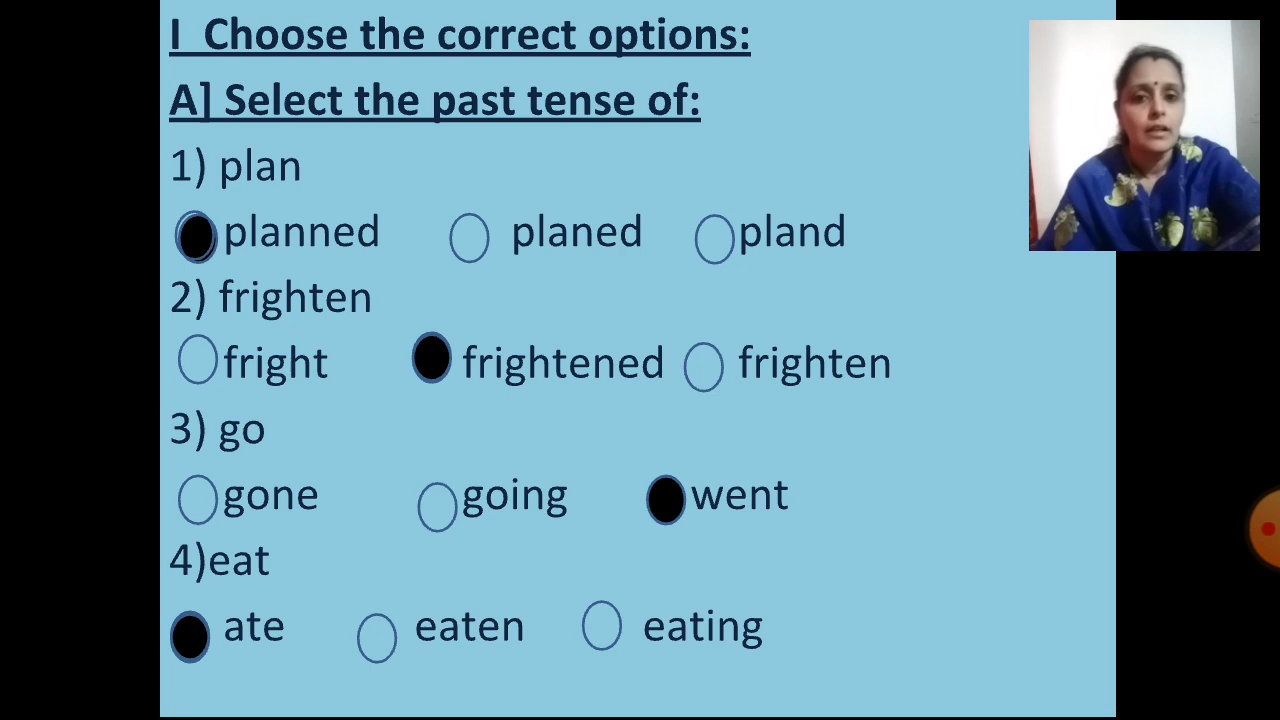 I  Choose the correct options:
A] Select the past tense of:
1) plan
planned planed pland
2) frighten
fright frightened frighten
3) go
gone going went
4)eat
ate eaten eating